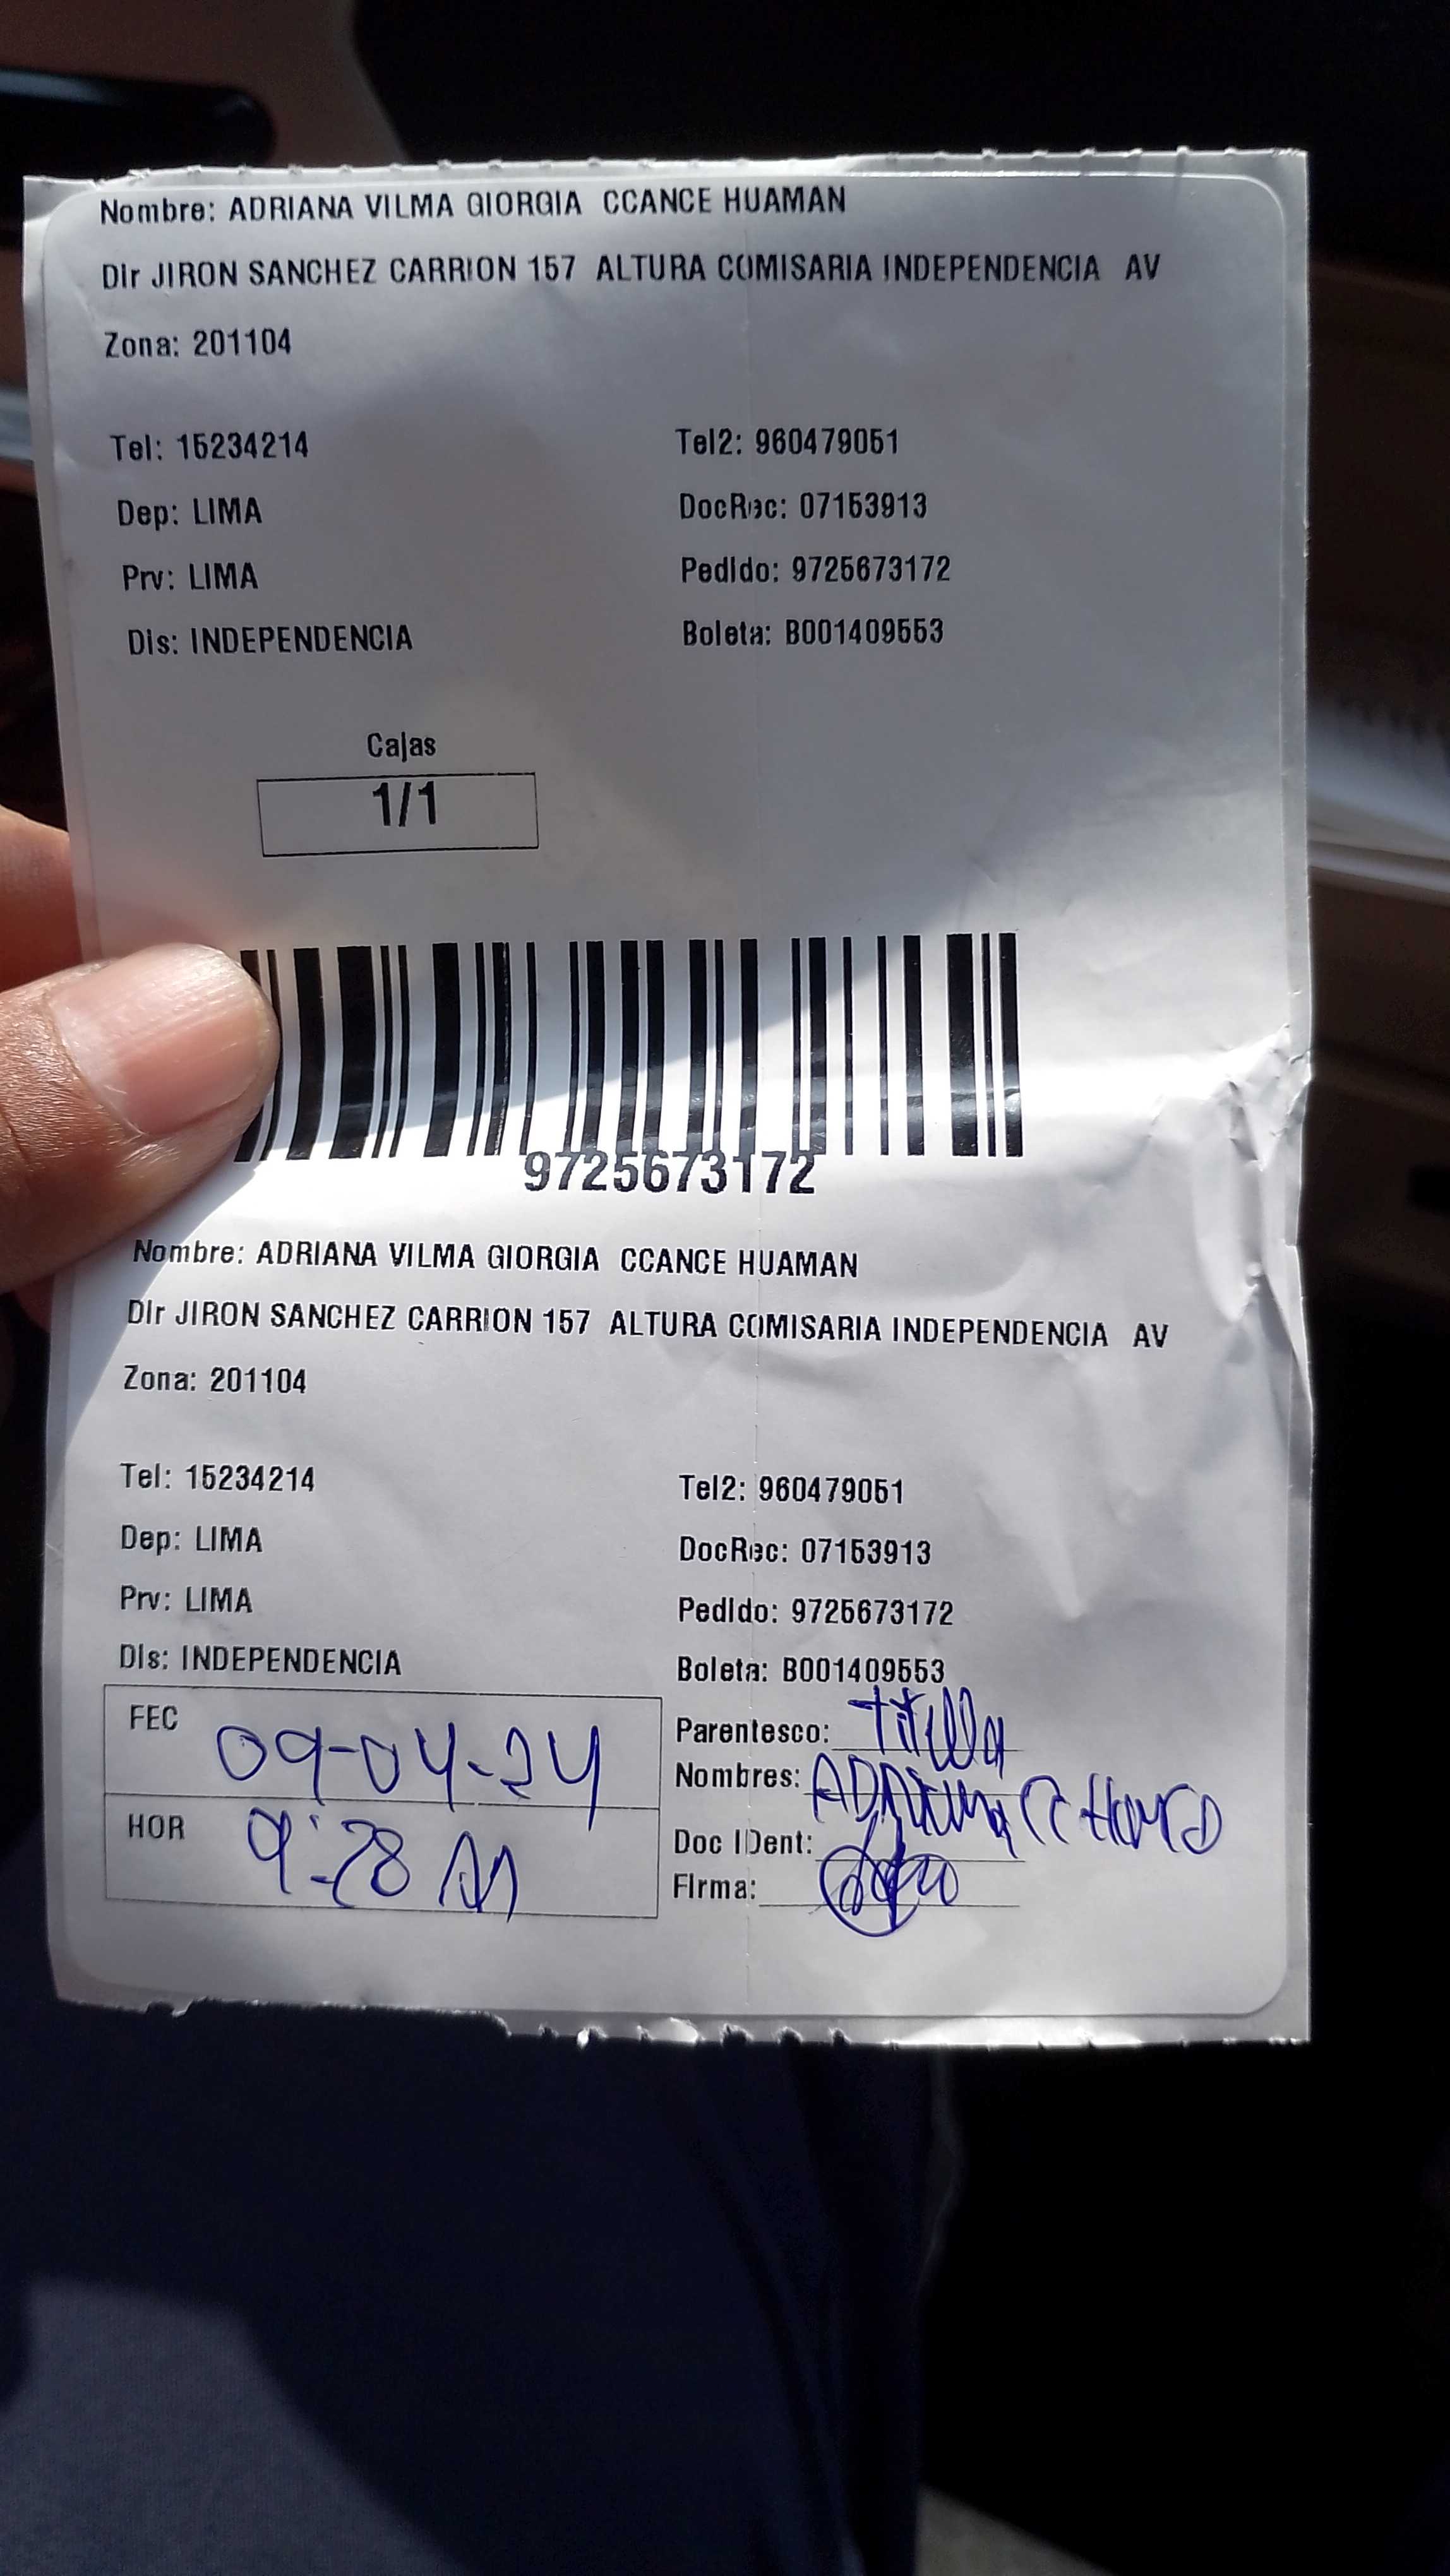 Nombre: ADRIANA VILMA GIORGIA CCANCE HUAMAN
Dir JIRON SANCHEZ CARRION 157 ALTURA COMISARIA INDEPENDENCIA AV
Zona: 201104
Tel: 15234214 Tel2: 960479051
Dep: LIMA DocRec: 07153913
Prv: LIMA Pedido: 9725673172
Dis: INDEPENDENCIA Boleta: B001409553
Cajas
1/1
9725673172
Nombre: ADRIANA VILMA GIORGIA CCANCE HUAMAN
Dir JIRON SANCHEZ CARRION 157 ALTURA COMISARIA INDEPENDENCIA AV
Zona: 201104
Tel: 15234214 Tel2: 960479051
Dep: LIMA DocRec: 07153913
Prv: LIMA Pedido: 9725673172
Dis: INDEPENDENCIA Boleta: B001409553
FEC 09-04-24 Parentesco:
Nombres:
HOR 9:28 Doc IDent:
Firma: